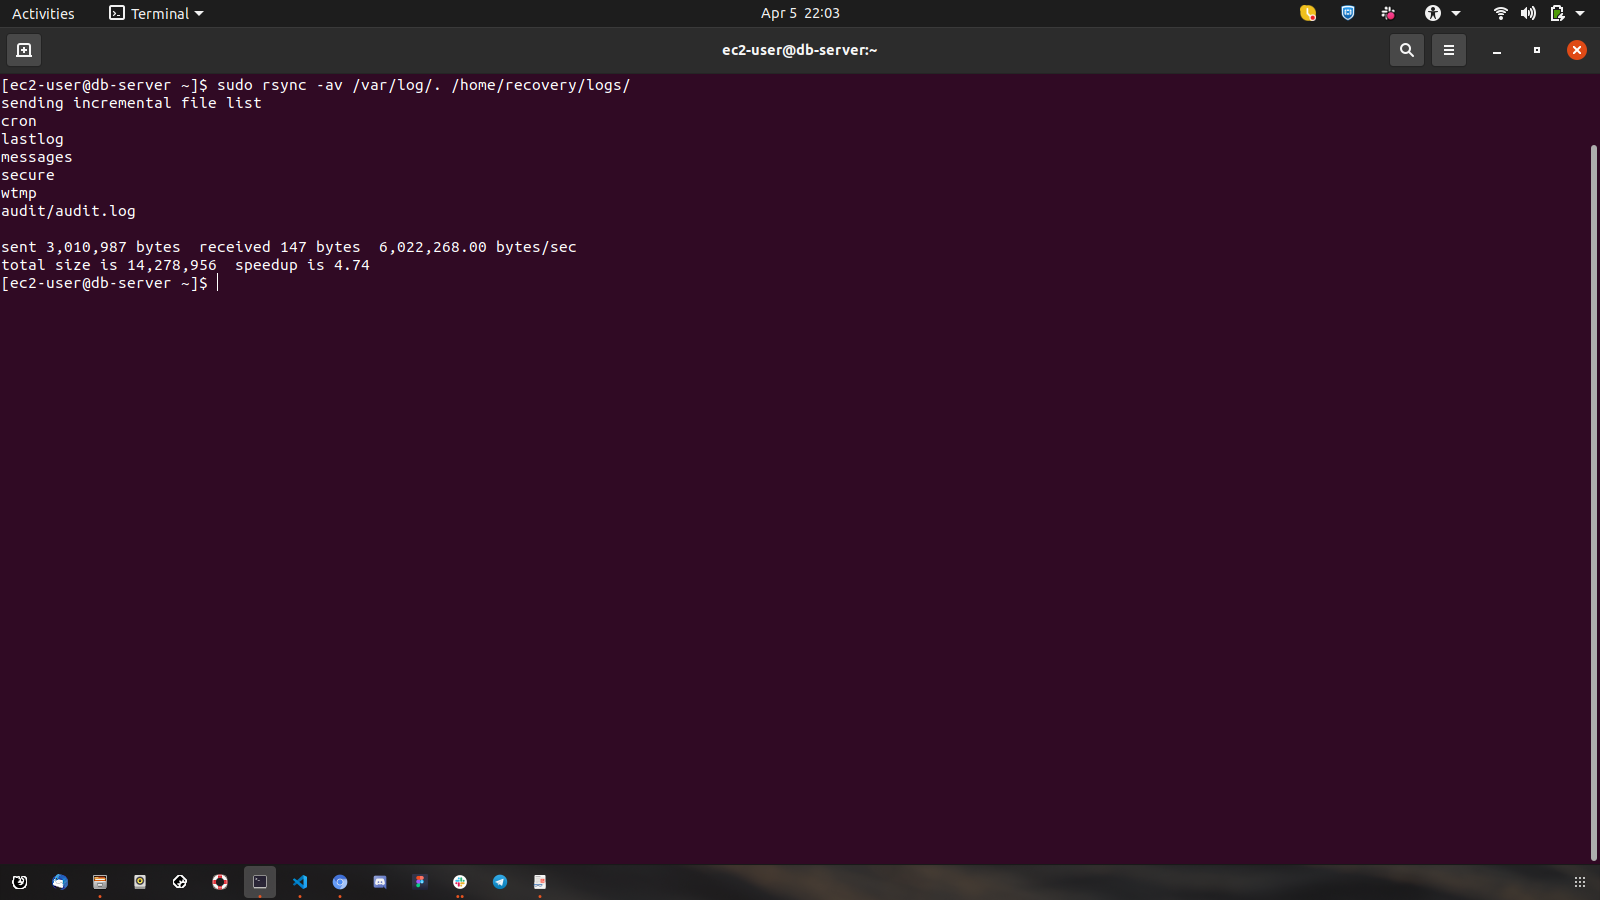 Activities
Terminal
Apr 5 22:03
ec2-user@db-server:~
[ec2-user@db-server ~]$ sudo rsync -av /var/log/. /home/recovery/logs/
sending incremental file list
cron
lastlog
messages
secure
wtmp
audit/audit.log
sent 3,010,987 bytes  received 147 bytes  6,022,268.00 bytes/sec
total size is 14,278,956  speedup is 4.74
[ec2-user@db-server ~]$